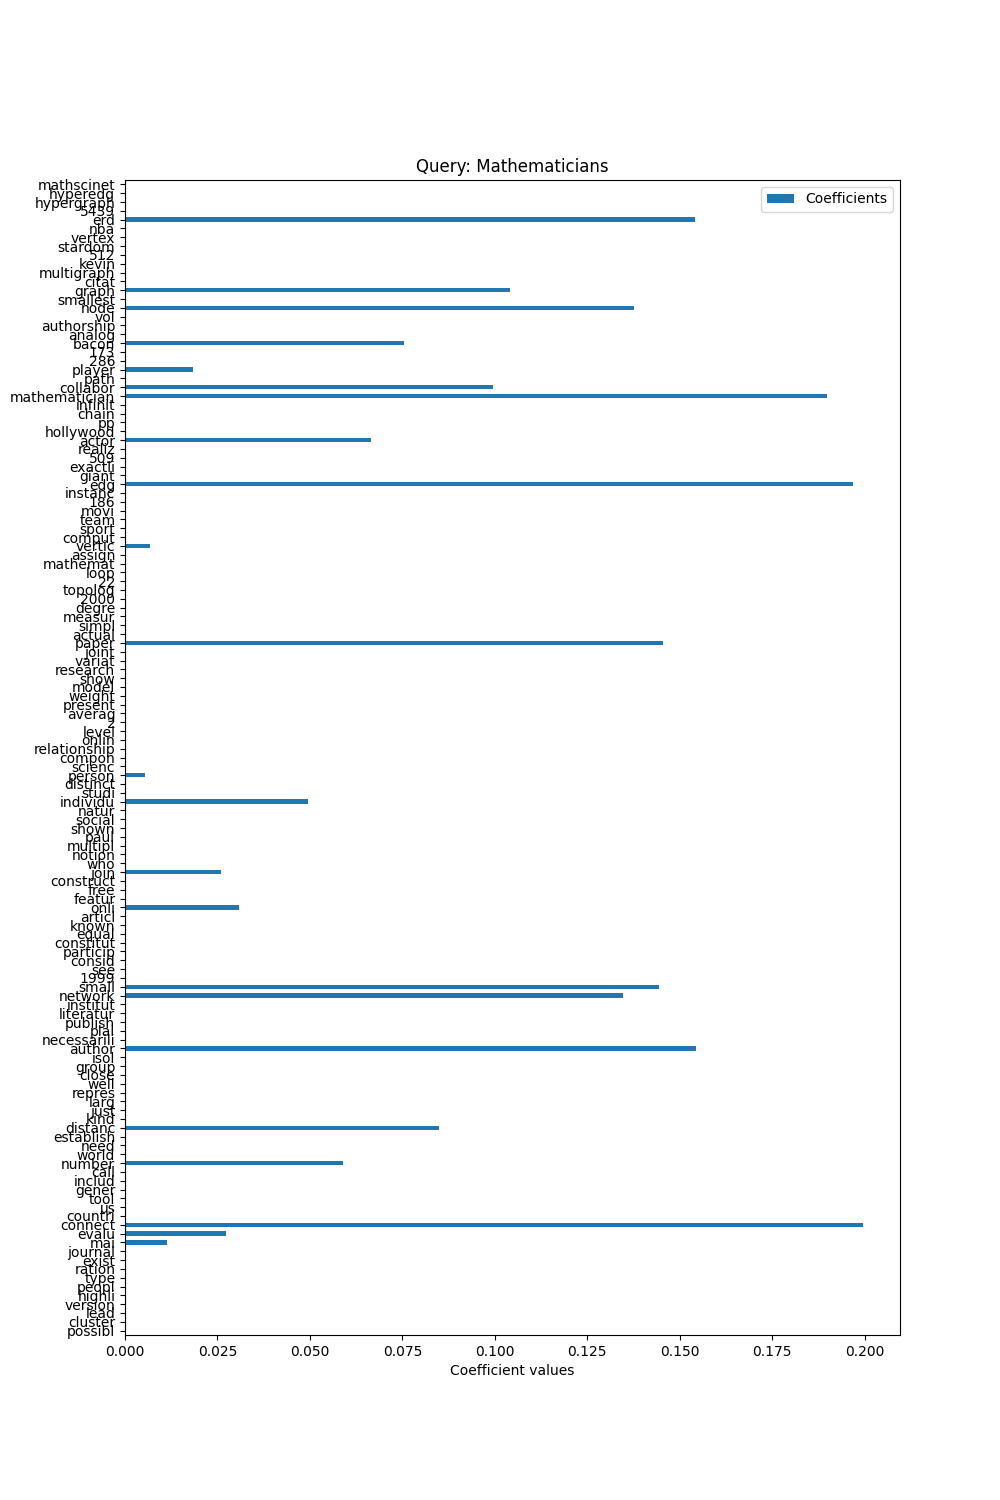 Query: Mathematicians
Coefficients
mathscinet
hyperedg
hypergraph
5459
erd
nba
vertex
stardom
512
kevin
multigraph
citat
graph
smallest
node
vol
authorship
analog
bacon
173
286
player
path
collabor
mathematician
infinit
chain
pp
hollywood
actor
realiz
509
exactli
giant
edg
instanc
186
movi
team
sport
comput
vertic
assign
mathemat
loop
22
topolog
2000
degre
measur
simpl
actual
paper
joint
variat
research
show
model
weight
present
averag
2
level
onlin
relationship
compon
scienc
person
distinct
studi
individu
natur
social
shown
paul
multipl
notion
who
join
construct
free
featur
onli
articl
known
equal
constitut
particip
consid
see
1999
small
network
institut
literatur
publish
plai
necessarili
author
isol
group
close
well
repres
larg
just
kind
distanc
establish
need
world
number
call
includ
gener
tool
us
countri
connect
evalu
mai
journal
exist
ration
type
peopl
highli
version
lead
cluster
possibl
0.000 0.025 0.050 0.075 0.100 0.125 0.150 0.175 0.200
Coefficient values